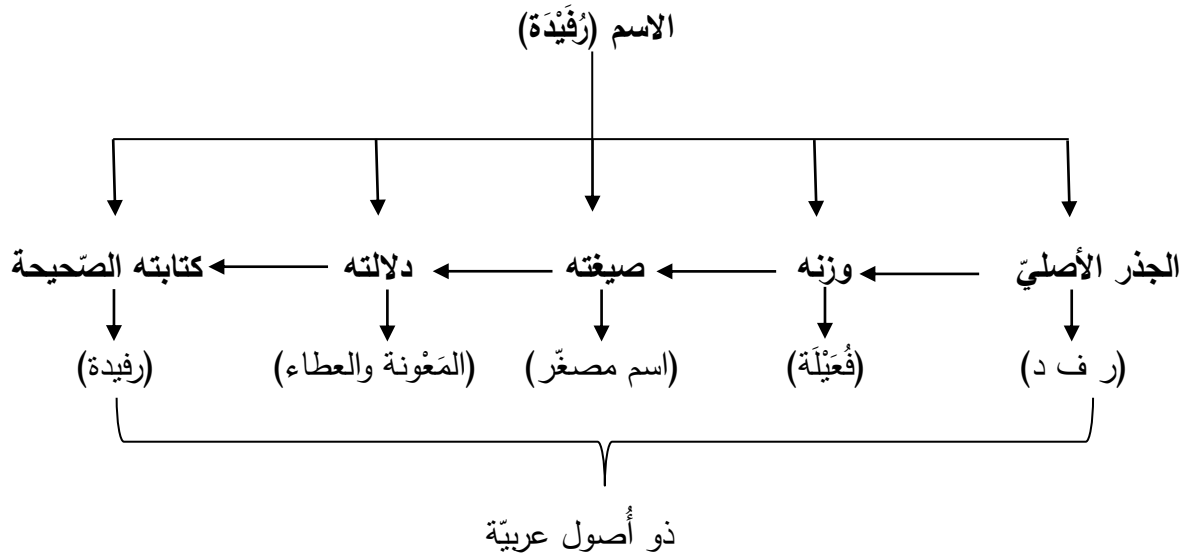 الاسم (رُفَيْدَة)
الجذر الأصليّ وزنه صيغته دلالته كتابته الصّحيحة
(ر ف د) (فُعَيْلَة) (اسم مصغّر) (المَعْونة والعطاء) (رفيدة)
ذو أُصول عربيّة